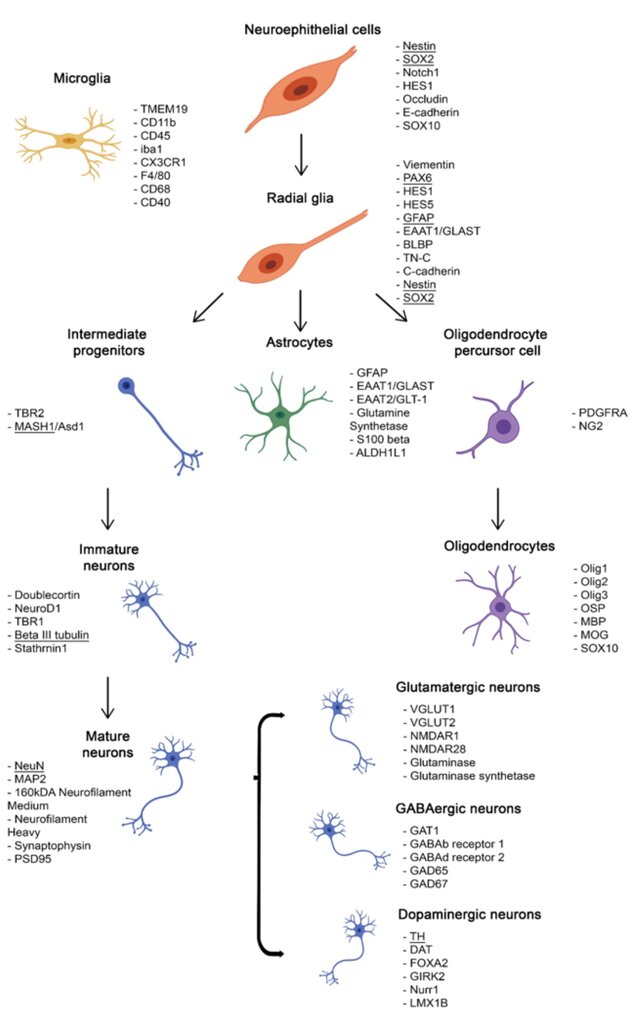 Neuroephithelial cells
- Nestin
- SOX2
- Notch1
- HES1
- Occludin
- E-cadherin
- SOX10
Microglia
- TMEM19
- CD11b
- CD45
- iba1
- CX3CR1
- F4/80
- CD68
- CD40
Radial glia
- Viementin
- PAX6
- HES1
- HES5
- GFAP
- EAAT1/GLAST
- BLBP
- TN-C
- C-cadherin
- Nestin
- SOX2
Intermediate
progenitors
- TBR2
- MASH1/Asd1
Astrocytes
- GFAP
- EAAT1/GLAST
- EAAT2/GLT-1
- Glutamine
Synthetase
- S100 beta
- ALDH1L1
Oligodendrocyte
percursor cell
- PDGFRA
- NG2
Immature
neurons
- Doublecortin
- NeuroD1
- TBR1
- Beta III tubulin
- Stathrnin1
Oligodendrocytes
- Olig1
- Olig2
- Olig3
- OSP
- MBP
- MOG
- SOX10
Mature
neurons
- NeuN
- MAP2
- 160kDA Neurofilament
Medium
- Neurofilament
Heavy
- Synaptophysin
- PSD95
Glutamatergic neurons
- VGLUT1
- VGLUT2
- NMDAR1
- NMDAR28
- Glutaminase
- Glutaminase synthetase
GABAergic neurons
- GAT1
- GABAb receptor 1
- GABAd receptor 2
- GAD65
- GAD67
Dopaminergic neurons
- TH
- DAT
- FOXA2
- GIRK2
- Nurr1
- LMX1B